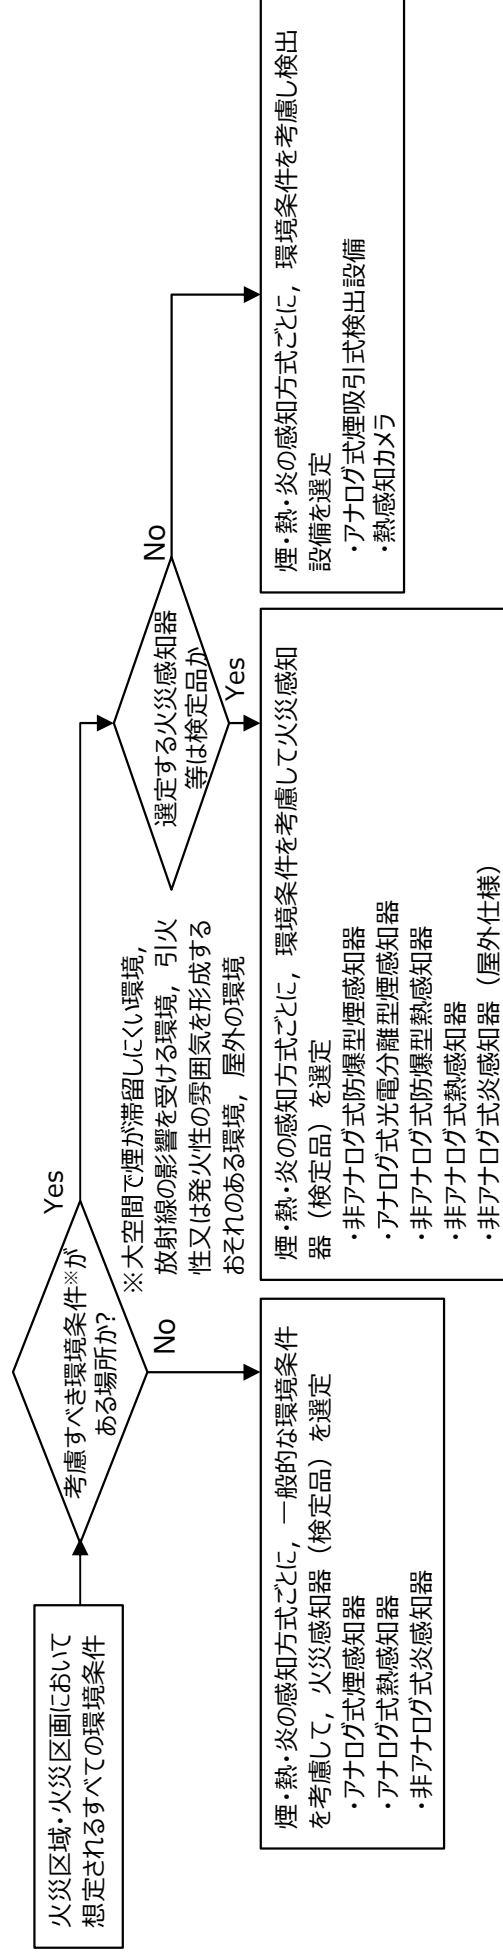 火災区域・火災区画において
想定されるすべての環境条件
考慮すべき環境条件※が
ある場所か?
Yes
No
※大空間で煙が滞留しにくい環境，
放射線の影響を受ける環境，引火
性又は発火性の雰囲気を形成する
おそれのある環境，屋外の環境
選定する火災感知器
等は検定品か
No
Yes
煙・熱・炎の感知方式ごとに，一般的な環境条件
を考慮して，火災感知器（検定品）を選定
・アナログ式煙感知器
・アナログ式熱感知器
・非アナログ式炎感知器
煙・熱・炎の感知方式ごとに，環境条件を考慮して火災感知
器（検定品）を選定
・非アナログ式防爆型煙感知器
・アナログ式光電分離型煙感知器
・非アナログ式防爆型熱感知器
・非アナログ式熱感知器
・非アナログ式炎感知器（屋外仕様）
煙・熱・炎の感知方式ごとに，環境条件を考慮し検出
設備を選定
・アナログ式煙吸引式検出設備
・熱感知カメラ